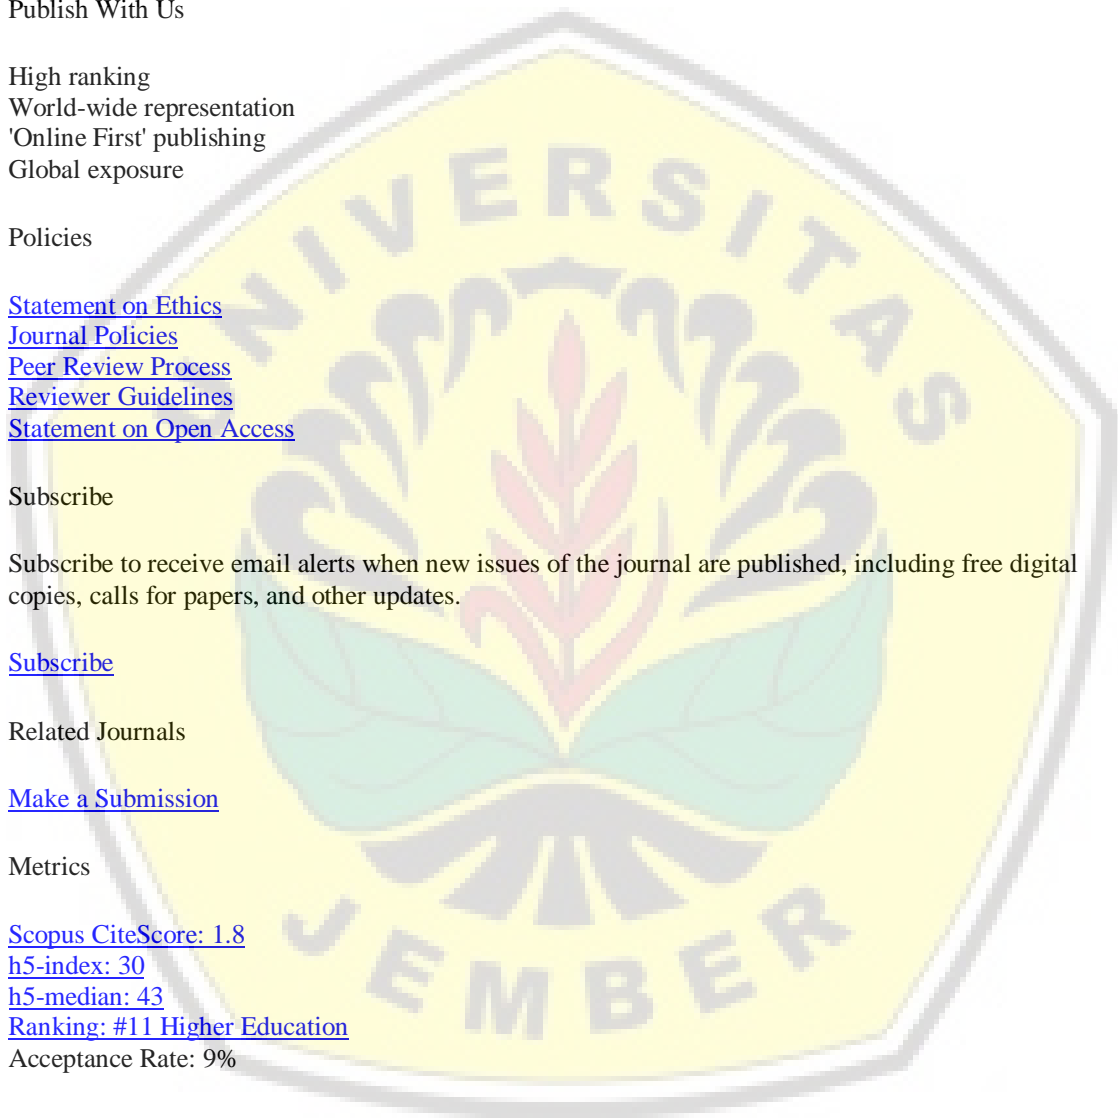 Publish With Us
High ranking
World-wide representation
'Online First' publishing
Global exposure
Policies
Statement on Ethics
Journal Policies
Peer Review Process
Reviewer Guidelines
Statement on Open Access
Subscribe
Subscribe to receive email alerts when new issues of the journal are published, including free digital
copies, calls for papers, and other updates.
Subscribe
Related Journals
Make a Submission
Metrics
Scopus CiteScore: 1.8
h5-index: 30
h5-median: 43
Ranking: #11 Higher Education
Acceptance Rate: 9%
UNIVERSITAS
JEMBER